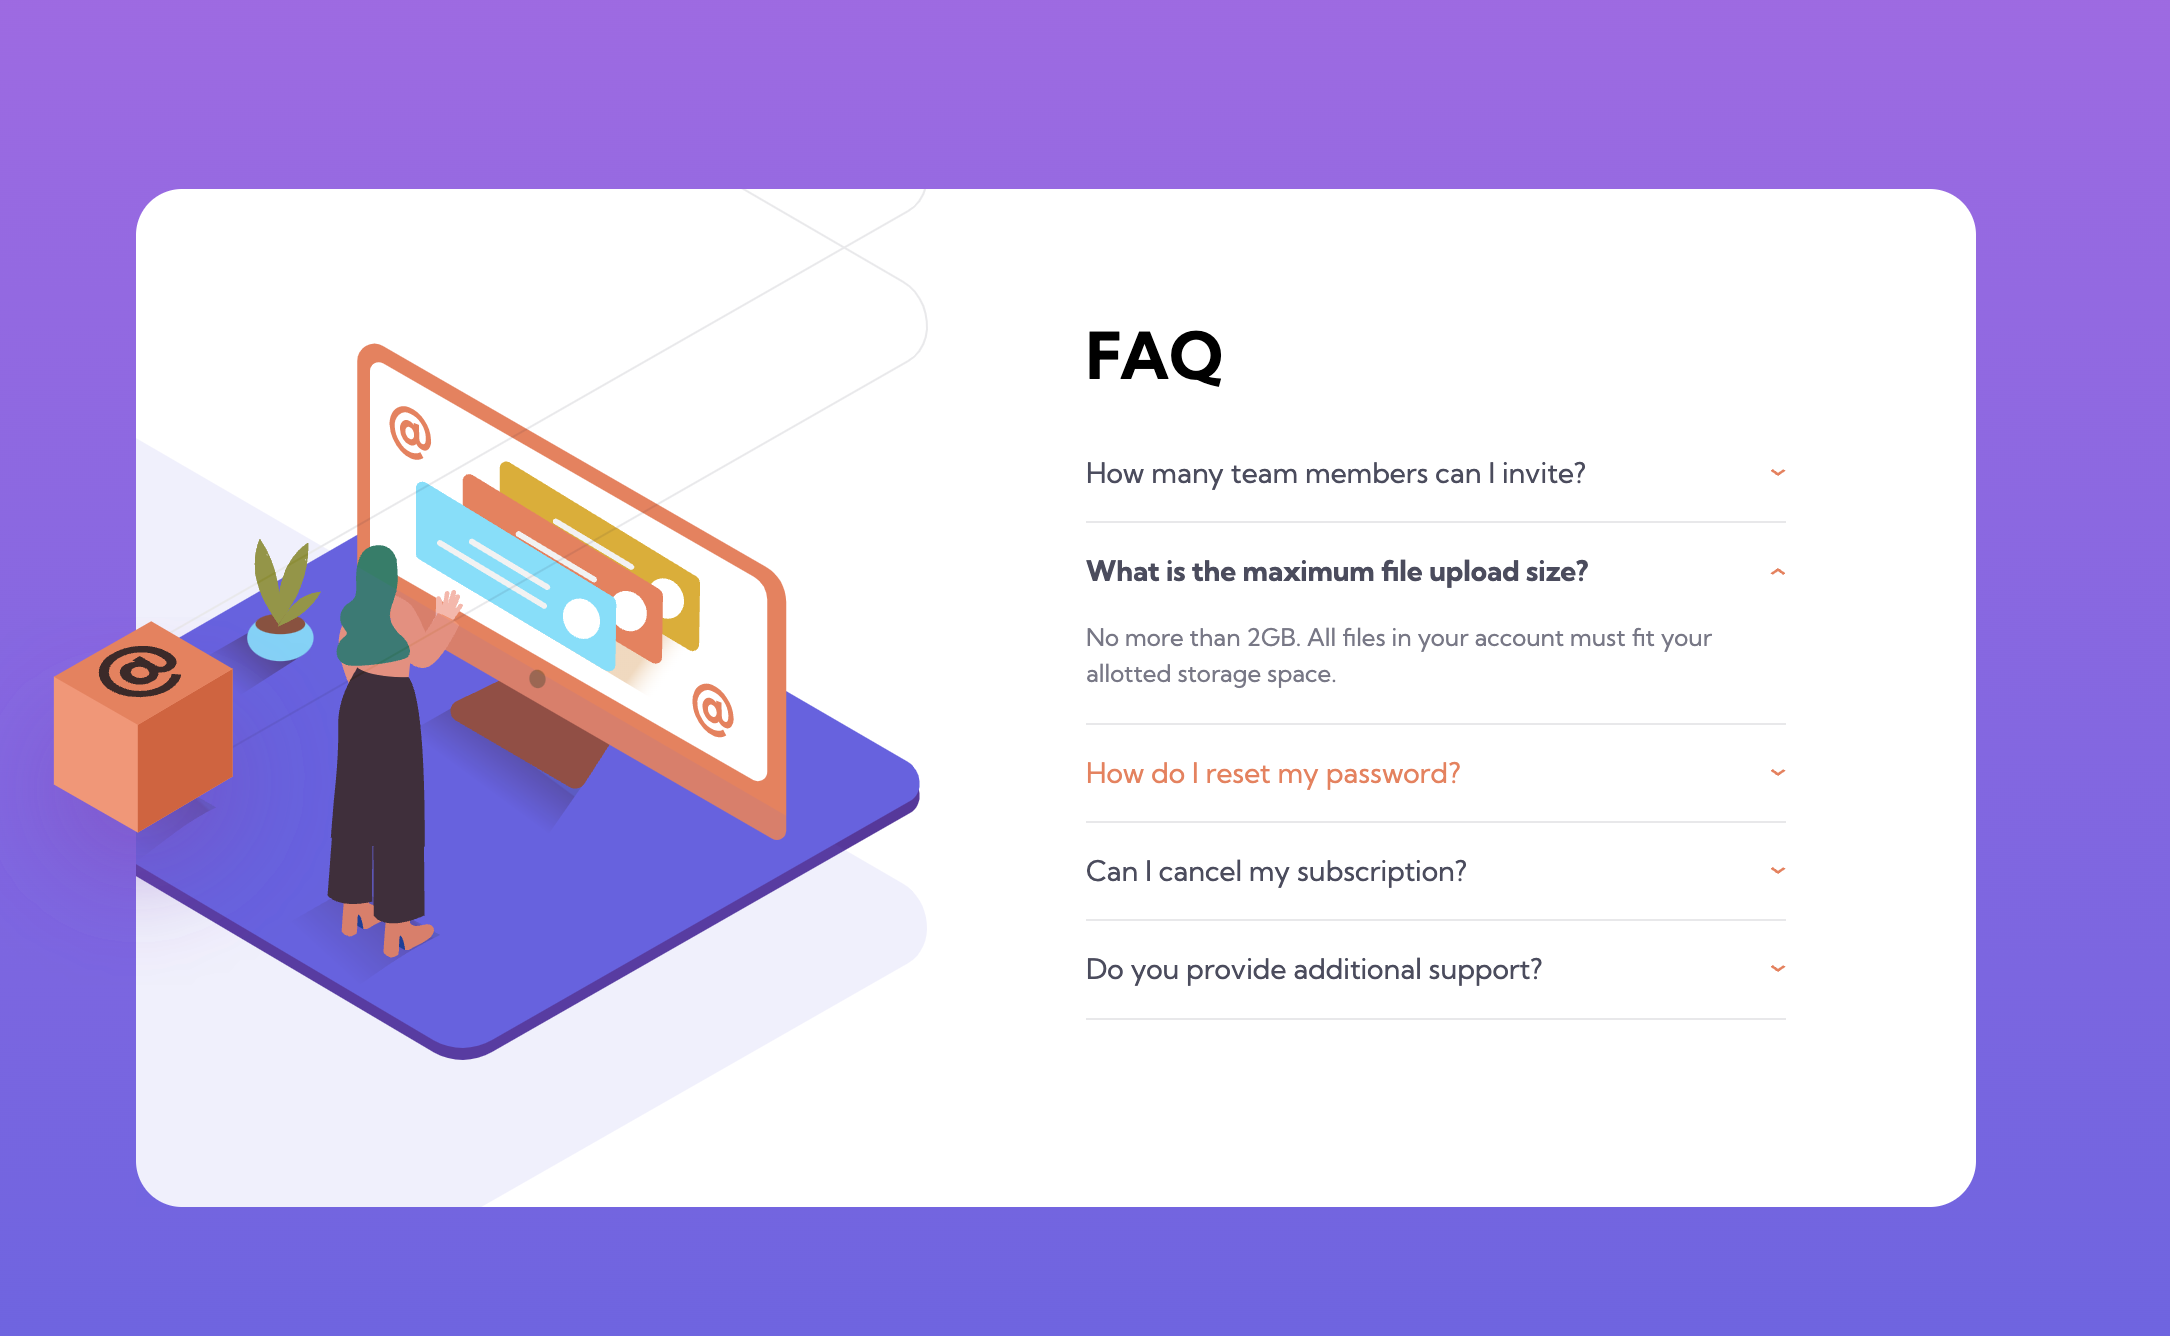 FAQ
How many team members can I invite?
What is the maximum file upload size?
No more than 2GB. All files in your account must fit your
allotted storage space.
How do I reset my password?
Can I cancel my subscription?
Do you provide additional support?
@
@
@